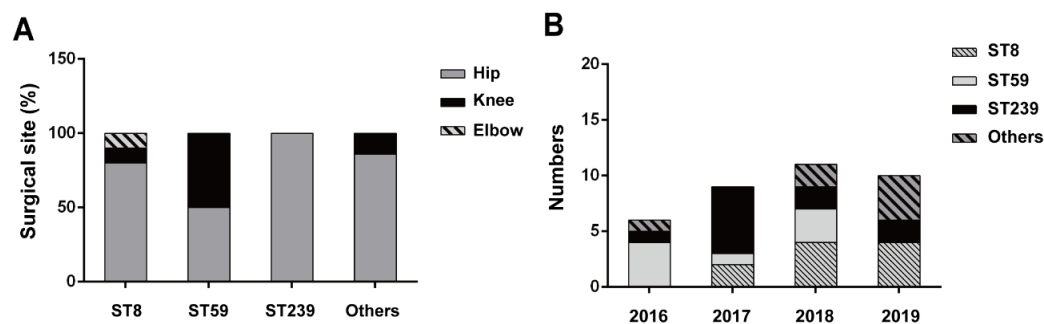 A
Surgical site (%)
150
100
50
0
ST8 ST59 ST239 Others
Hip
Knee
Elbow
B
Numbers
20
15
10
5
0
2016 2017 2018 2019
ST8
ST59
ST239
Others